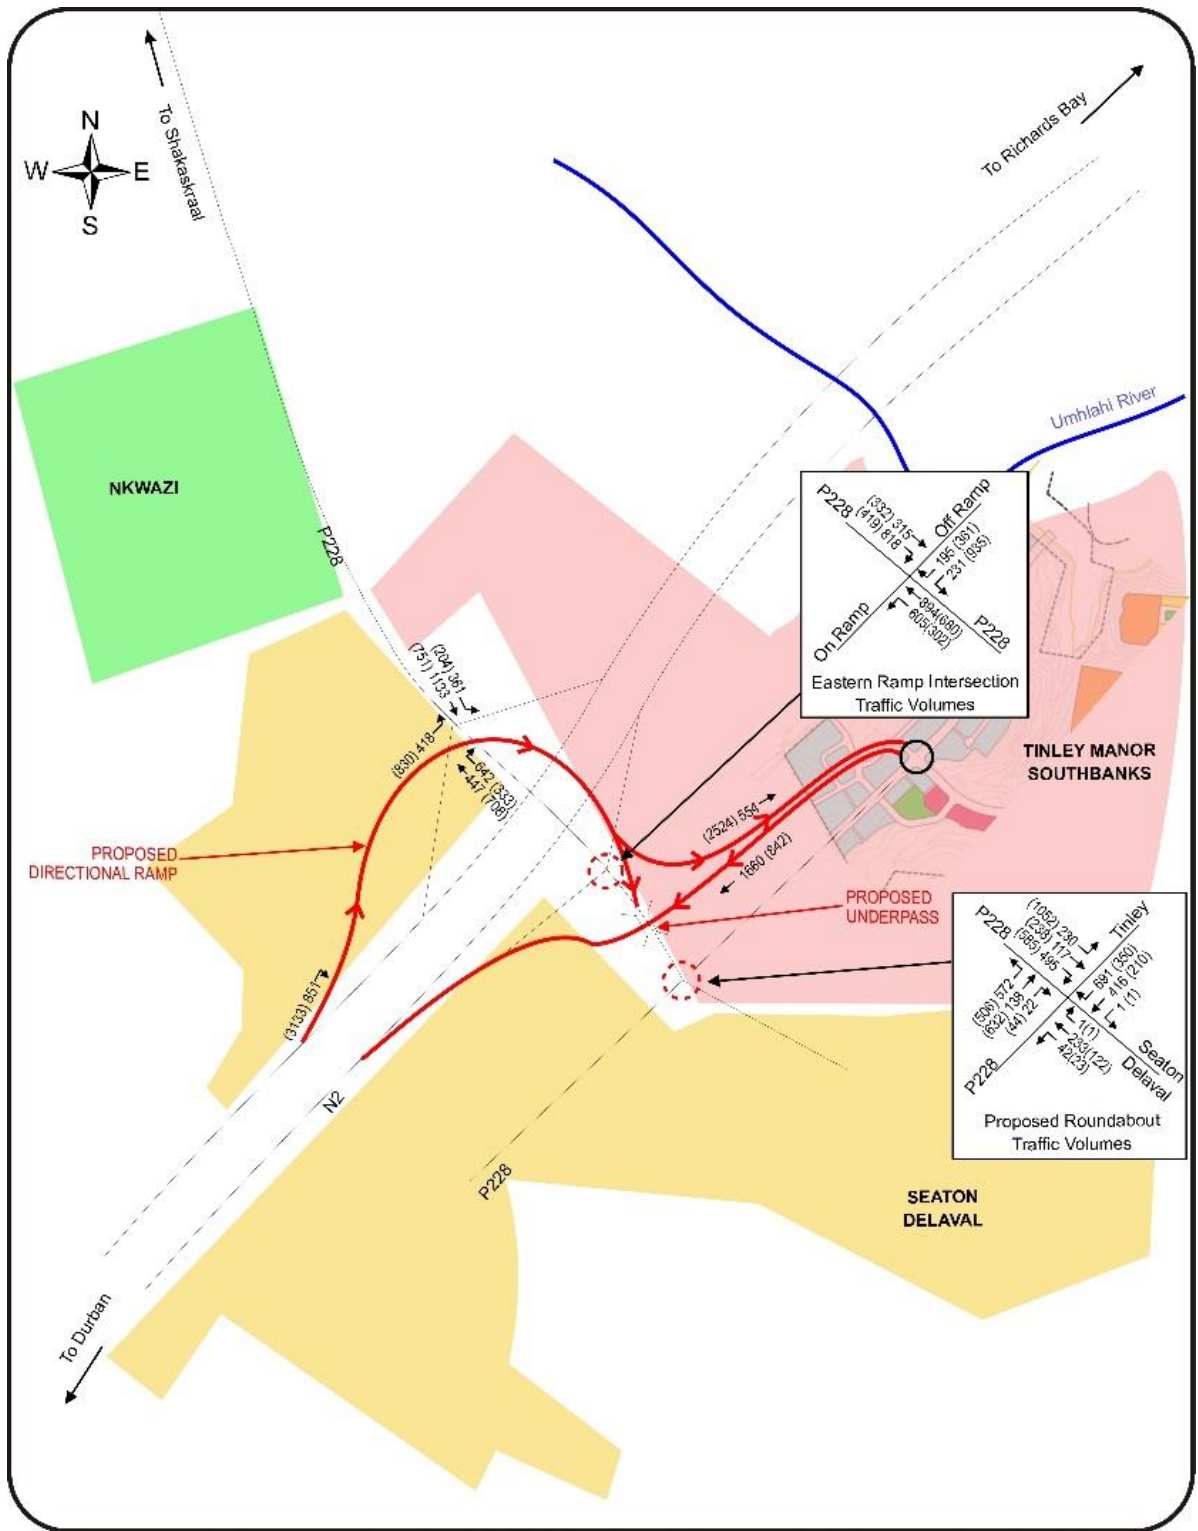 N
W E
S
To Shakaskraal
To Richards Bay
Umhlahi River
NKWAZI
P228
P228
(332) 315
(419) 818
Off Ramp
195 (361)
231 (935)
894(680)
605(302)
On Ramp
P228
Eastern Ramp Intersection
Traffic Volumes
(204) 361
(751) 1133
(830) 418
642 (333)
447 (708)
TINLEY MANOR
SOUTHBANKS
(2524) 554
1660 (842)
PROPOSED
DIRECTIONAL RAMP
PROPOSED
UNDERPASS
(3133) 851
N2
P228
(1052) 230
(238) 117
(585) 495
Tinley
691 (350)
416 (210)
1 (1)
(506) 572
(632) 138
(44) 22
1(1)
233(122)
42(23)
P228
Seaton
Delaval
Proposed Roundabout
Traffic Volumes
P228
SEATON
DELAVAL
To Durban